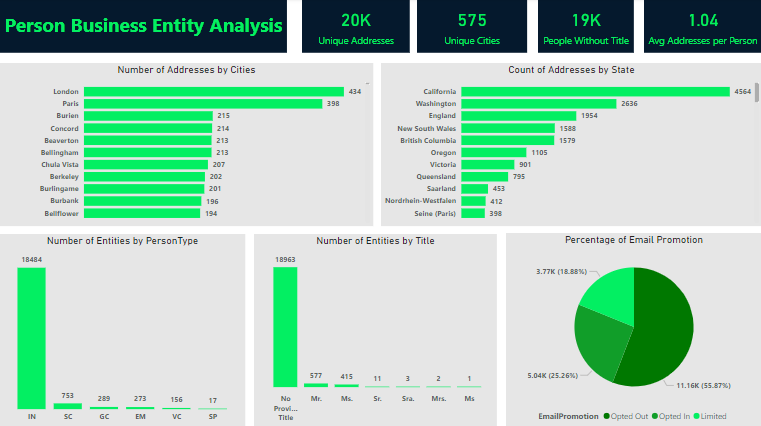 Person Business Entity Analysis
20K
Unique Addresses
575
Unique Cities
19K
People Without Title
1.04
Avg Addresses per Person
Number of Addresses by Cities
London 434
Paris 398
Burien 215
Concord 214
Beaverton 213
Bellingham 213
Chula Vista 207
Berkeley 202
Burlingame 201
Burbank 196
Bellflower 194
Count of Addresses by State
California 4564
Washington 2636
England 1954
New South Wales 1588
British Columbia 1579
Oregon 1105
Victoria 901
Queensland 795
Saarland 453
Nordrhein-Westfalen 412
Seine (Paris) 398
Number of Entities by PersonType
18484
753
289
273
156
17
IN SC GC EM VC SP
Number of Entities by Title
18963
577
415
11
3
2
1
No Mr. Ms. Sr. Sra. Mrs. Ms
Provi...
Title
Percentage of Email Promotion
3.77K (18.88%)
5.04K (25.26%)
11.16K (55.87%)
EmailPromotion Opted Out Opted In Limited